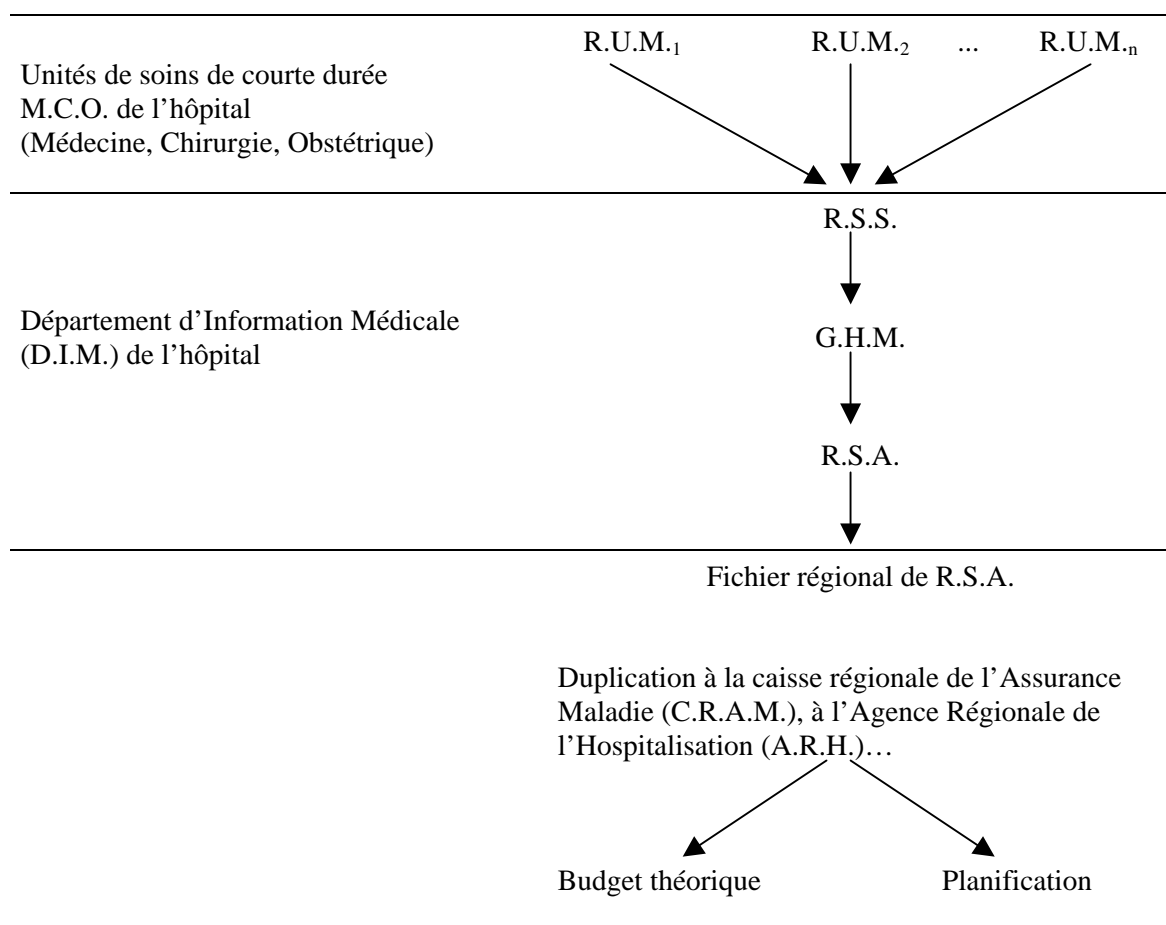 R.U.M.1 R.U.M.2 ... R.U.M.n
Unités de soins de courte durée
M.C.O. de l’hôpital
(Médecine, Chirurgie, Obstétrique)
R.S.S.
Département d’Information Médicale
(D.I.M.) de l’hôpital
G.H.M.
R.S.A.
Fichier régional de R.S.A.
Duplication à la caisse régionale de l’Assurance
Maladie (C.R.A.M.), à l’Agence Régionale de
l’Hospitalisation (A.R.H.)…
Budget théorique Planification